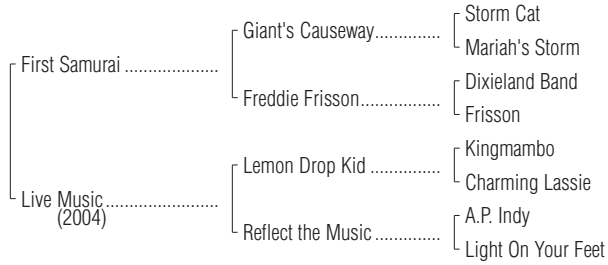 Storm Cat
Giant's Causeway..............
Mariah's Storm
First Samurai ....................
Dixieland Band
Freddie Frisson.................
Frisson
Kingmambo
Lemon Drop Kid ...............
Charming Lassie
Live Music........................
(2004)
A.P. Indy
Reflect the Music ..............
Light On Your Feet